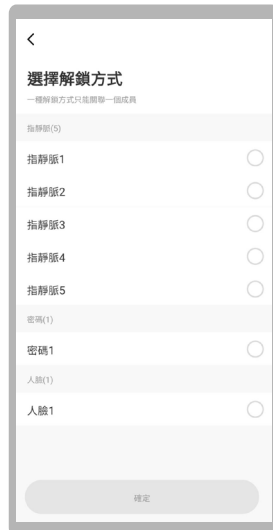 選擇解鎖方式
一種解鎖方式只能關聯一個成員
指靜脈(5)
指靜脈1
指靜脈2
指靜脈3
指靜脈4
指靜脈5
密碼(1)
密碼1
人臉(1)
人臉1
確定